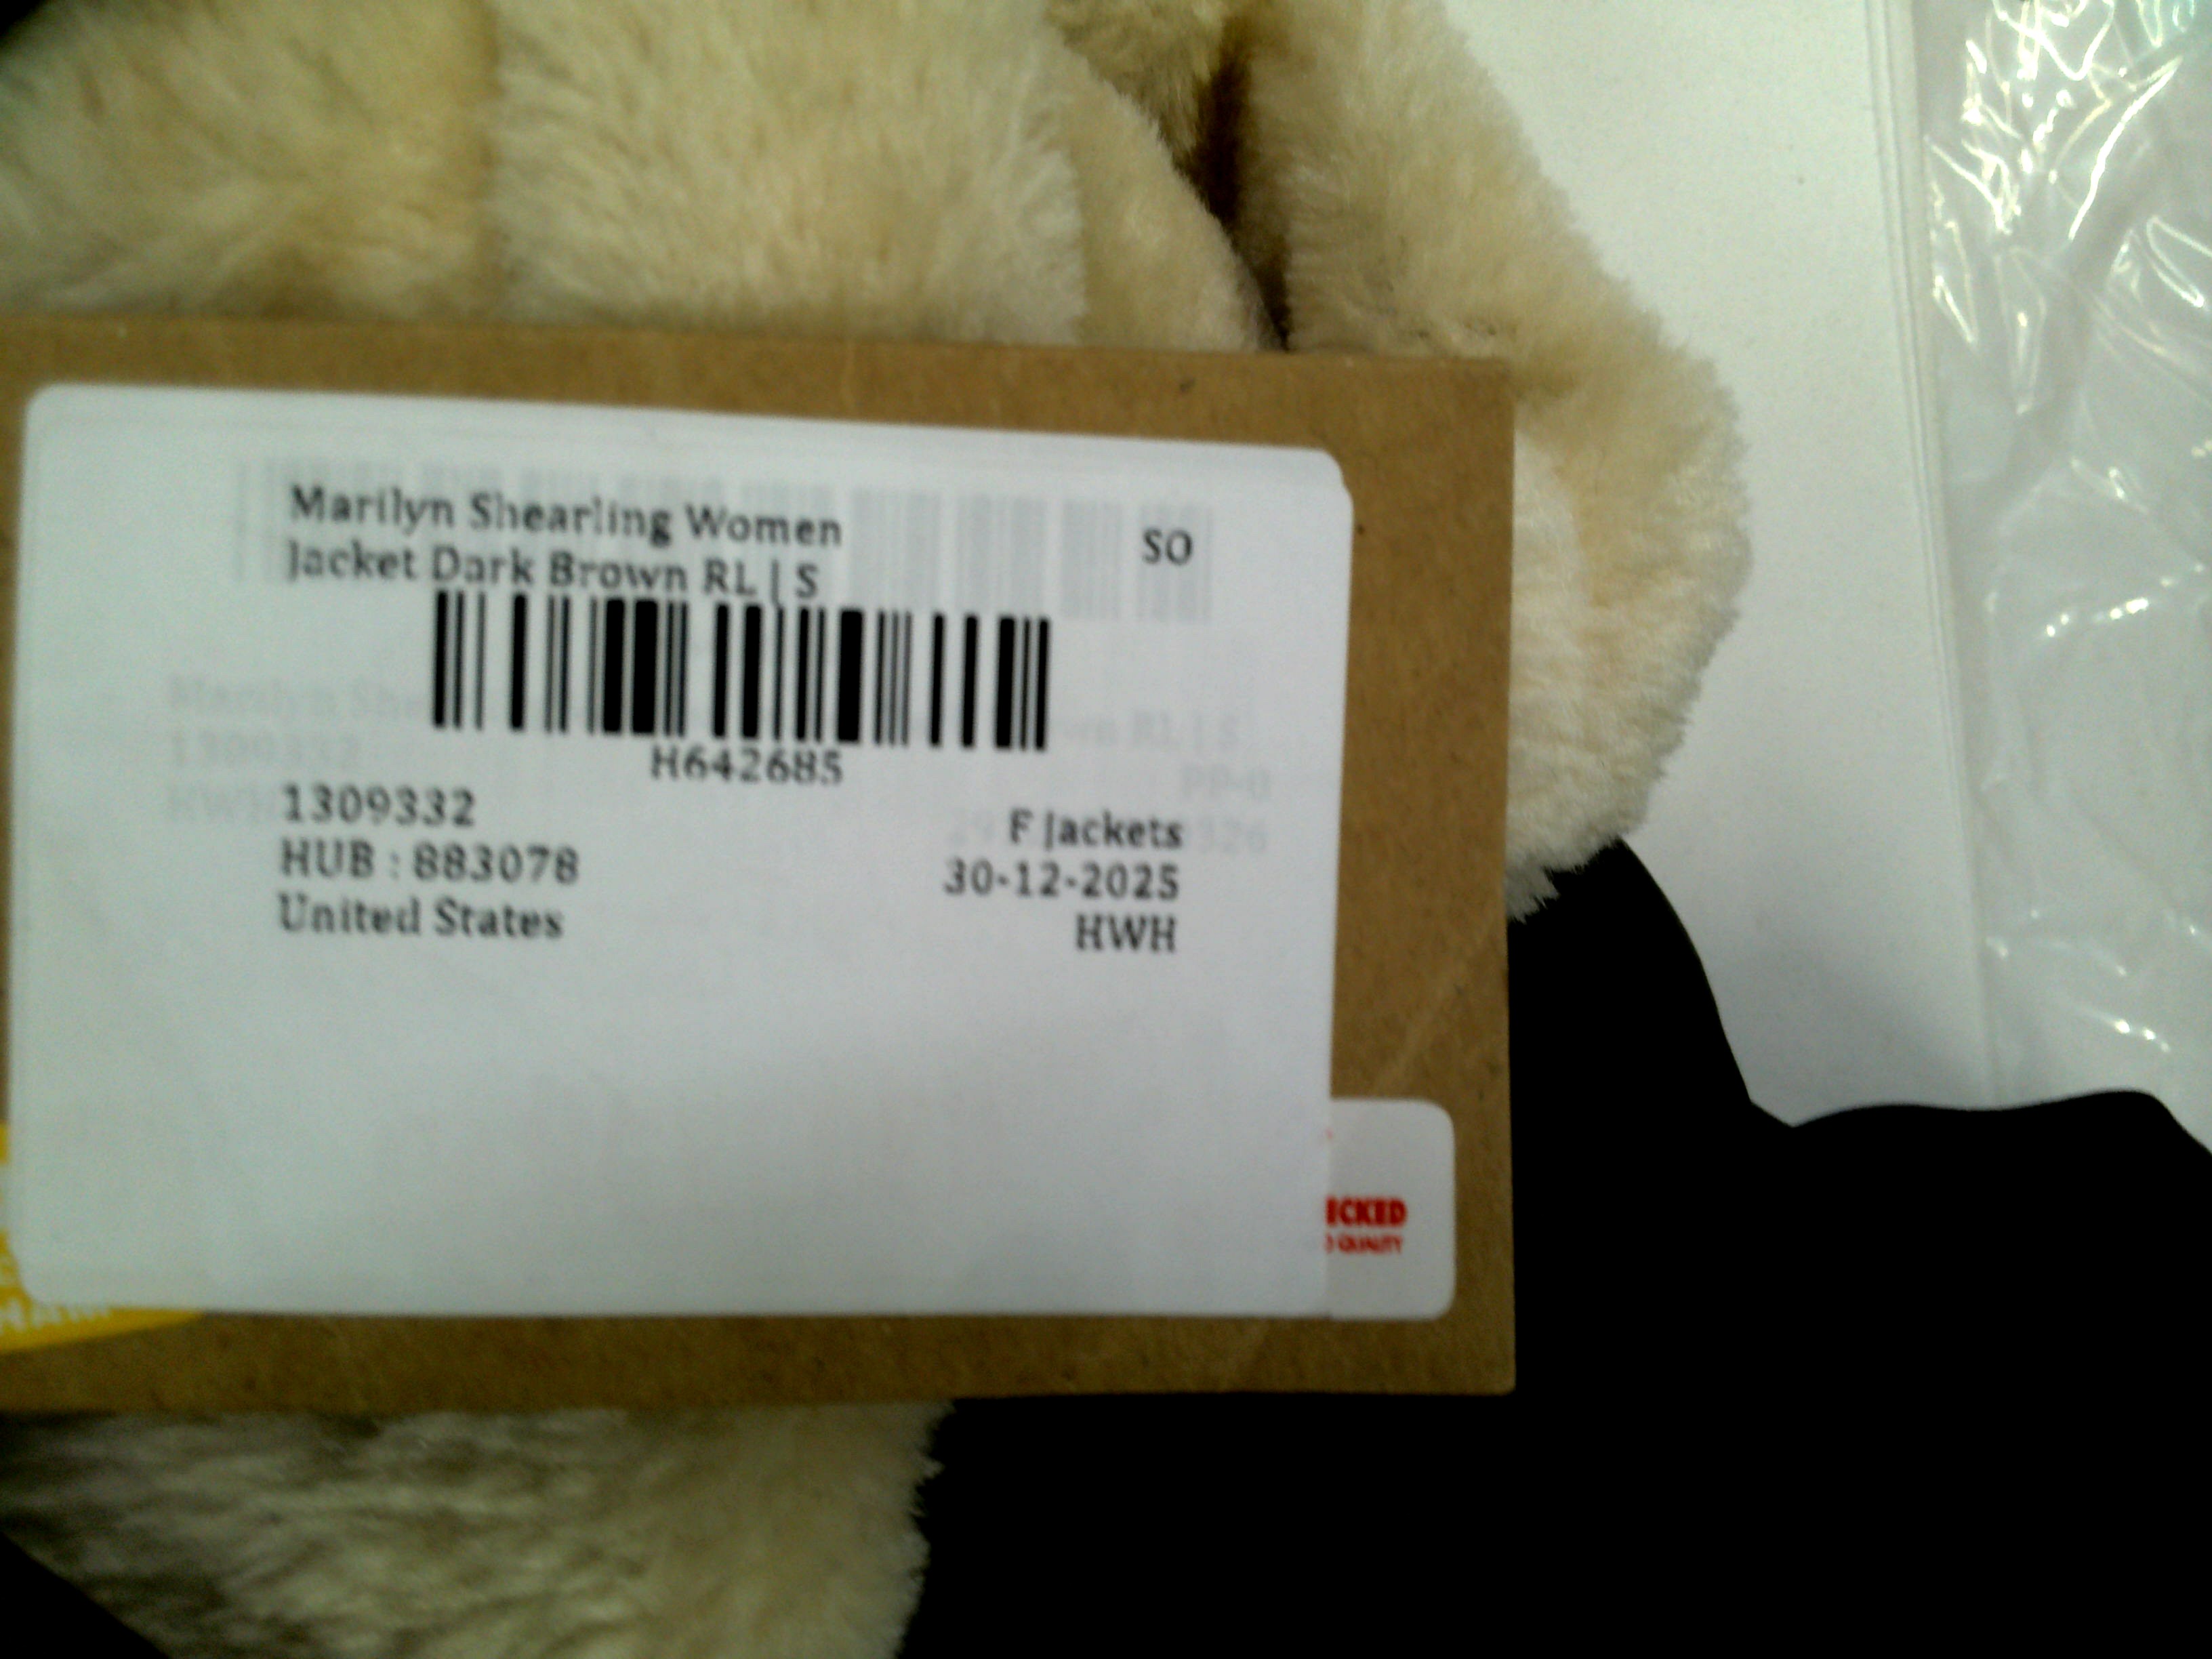 Marilyn Shearling Women
Jacket Dark Brown RL | S
SO
H642685
1309332
HUB : 883078
United States
F Jackets
30-12-2025
HWH
ECKED
QUALITY